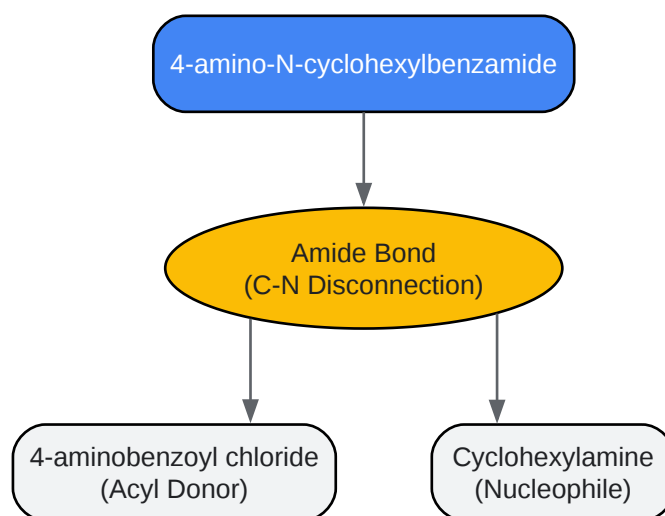 4-amino-N-cyclohexylbenzamide
Amide Bond
(C-N Disconnection)
4-aminobenzoyl chloride
(Acyl Donor)
Cyclohexylamine
(Nucleophile)